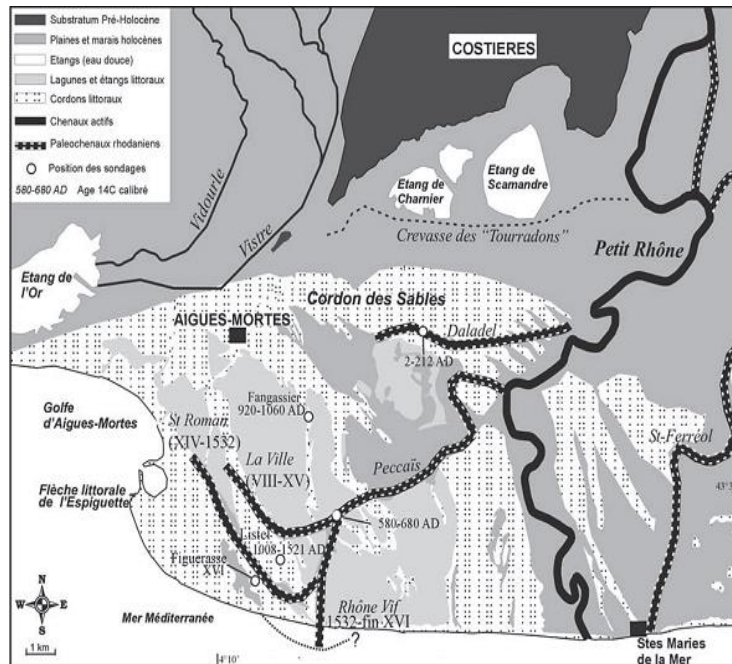 Substratum Pré-Holocène
Plaines et marais holocènes
Etangs (eau douce)
Lagunes et étangs littoraux
Cordons littoraux
Chenaux actifs
Paleochenaux rhodaniens
Position des sondages
580-680 AD Age 14C calibré
COSTIERES
Vidourle
Vistre
Etang de
Charnier
Etang de
Scamandre
Crevasse des "Tourradons"
Petit Rhône
Etang de
l'Or
Cordon des Sables
AIGUES-MORTES
Daladel
2-212 AD
Golfe
d'Aigues-Mortes
Fangassier
920-1060 AD
St Roman
(XIV-1532)
La Ville
(VIII-XV)
Peccaïs
St-Ferréol
43°3
Flèche littorale
de l'Espiguette
580-680 AD
Listel
1008-1521 AD
Figuerasse
XVI
Rhône Vif
1532-fin XVI
?
N
W E
S
1 km
Mer Méditerranée
4°10'
Stes Maries
de la Mer